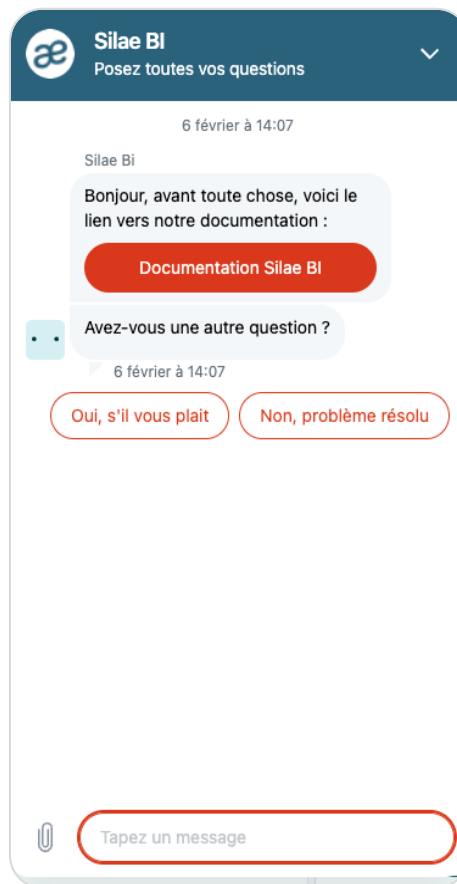 æ
Silae BI
Posez toutes vos questions
6 février à 14:07
Silae Bi
Bonjour, avant toute chose, voici le
lien vers notre documentation :
Documentation Silae BI
Avez-vous une autre question ?
6 février à 14:07
Oui, s'il vous plait
Non, problème résolu
Tapez un message